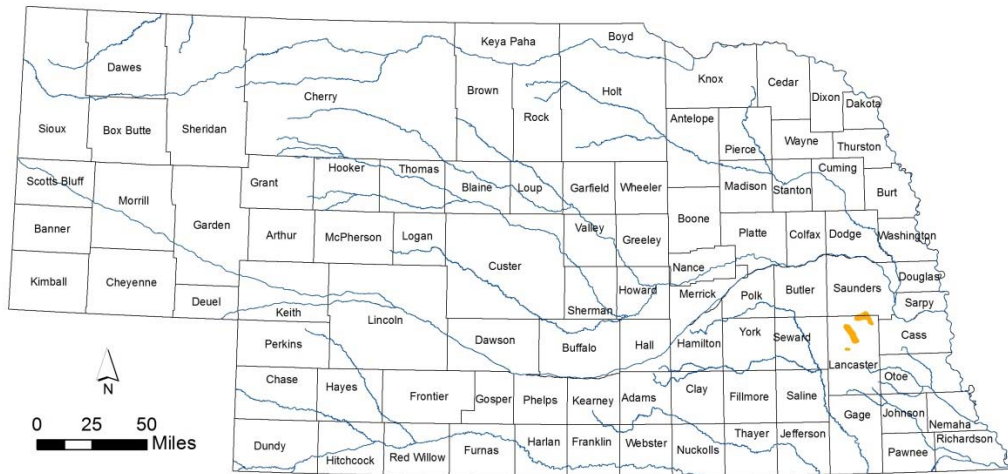 Boyd
Keya Paha
Knox
Cedar
Dawes
Cherry
Brown
Holt
Dixon
Dakota
Rock
Antelope
Sioux
Box Butte
Sheridan
Wayne
Pierce
Thurston
Hooker
Thomas
Cuming
Scotts Bluff
Grant
Blaine
Loup
Garfield
Wheeler
Madison
Stanton
Burt
Morrill
Garden
Boone
Banner
Arthur
McPherson
Logan
Valley
Greeley
Platte
Colfax
Dodge
Washington
Custer
Nance
Kimball
Cheyenne
Douglas
Howard
Butler
Saunders
Deuel
Merrick
Polk
Sarpy
Keith
Lincoln
Sherman
Perkins
Dawson
Buffalo
Hall
Hamilton
York
Seward
Cass
Lancaster
N
Chase
Hayes
Frontier
Gosper
Phelps
Kearney
Adams
Clay
Fillmore
Saline
Otoe
0 25 50
Miles
Gage
Johnson
Nemaha
Dundy
Hitchcock
Red Willow
Furnas
Harlan
Franklin
Webster
Nuckolls
Thayer
Jefferson
Pawnee
Richardson